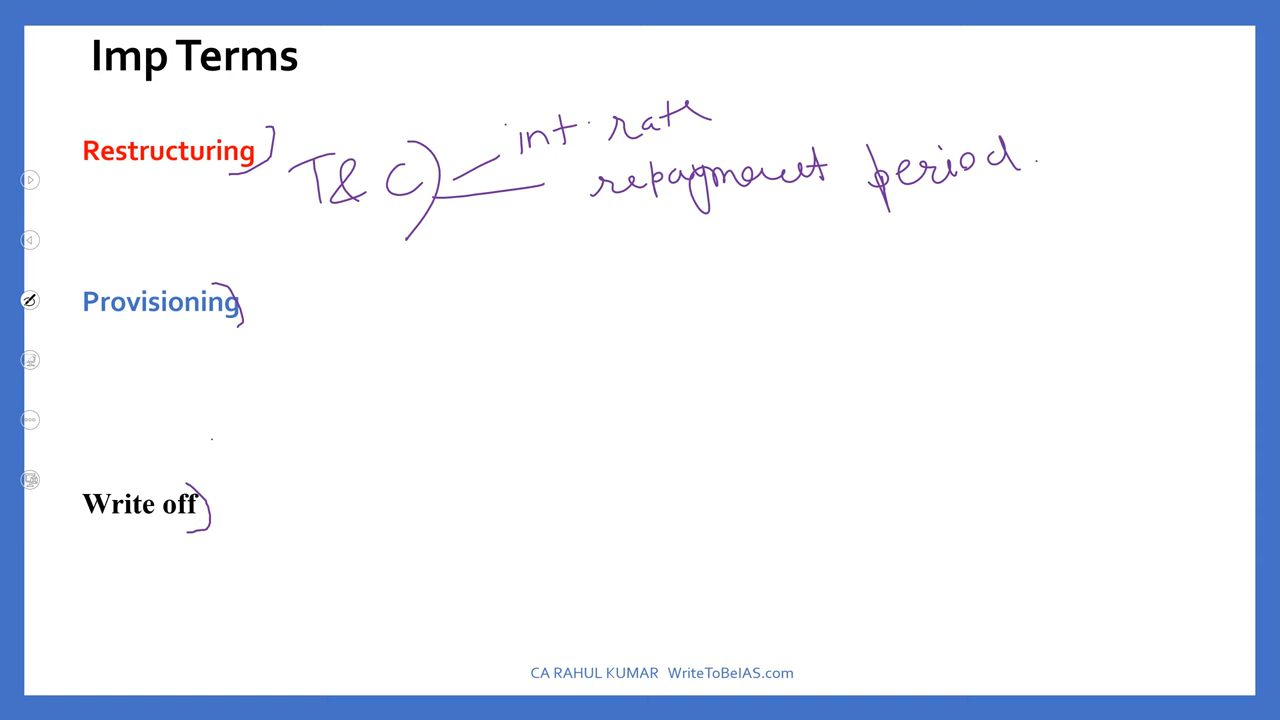 Imp Terms
Restructuring
T & C) int. rate
repayment period.
Provisioning
Write off
CA RAHUL KUMAR WriteToBeIAS.com